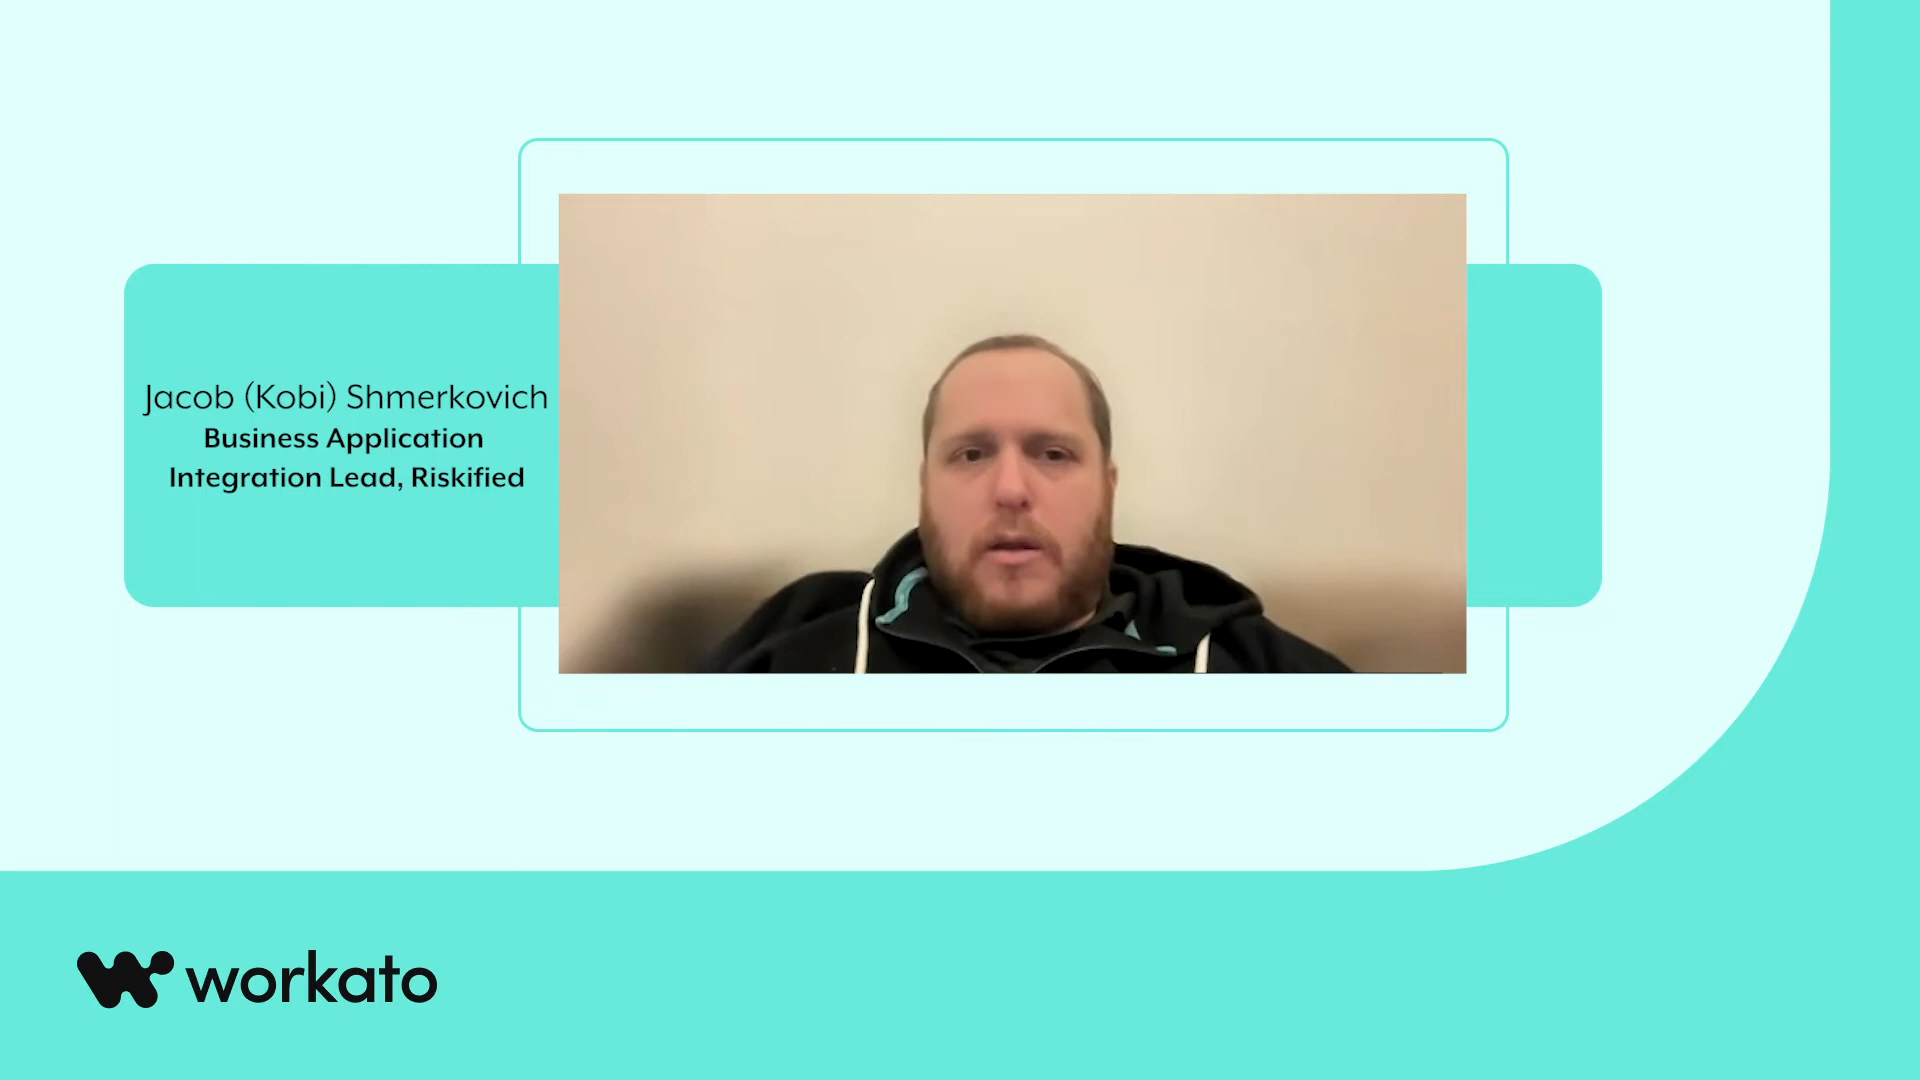 Jacob (Kobi) Shmerkovich
Business Application
Integration Lead, Riskified
workato